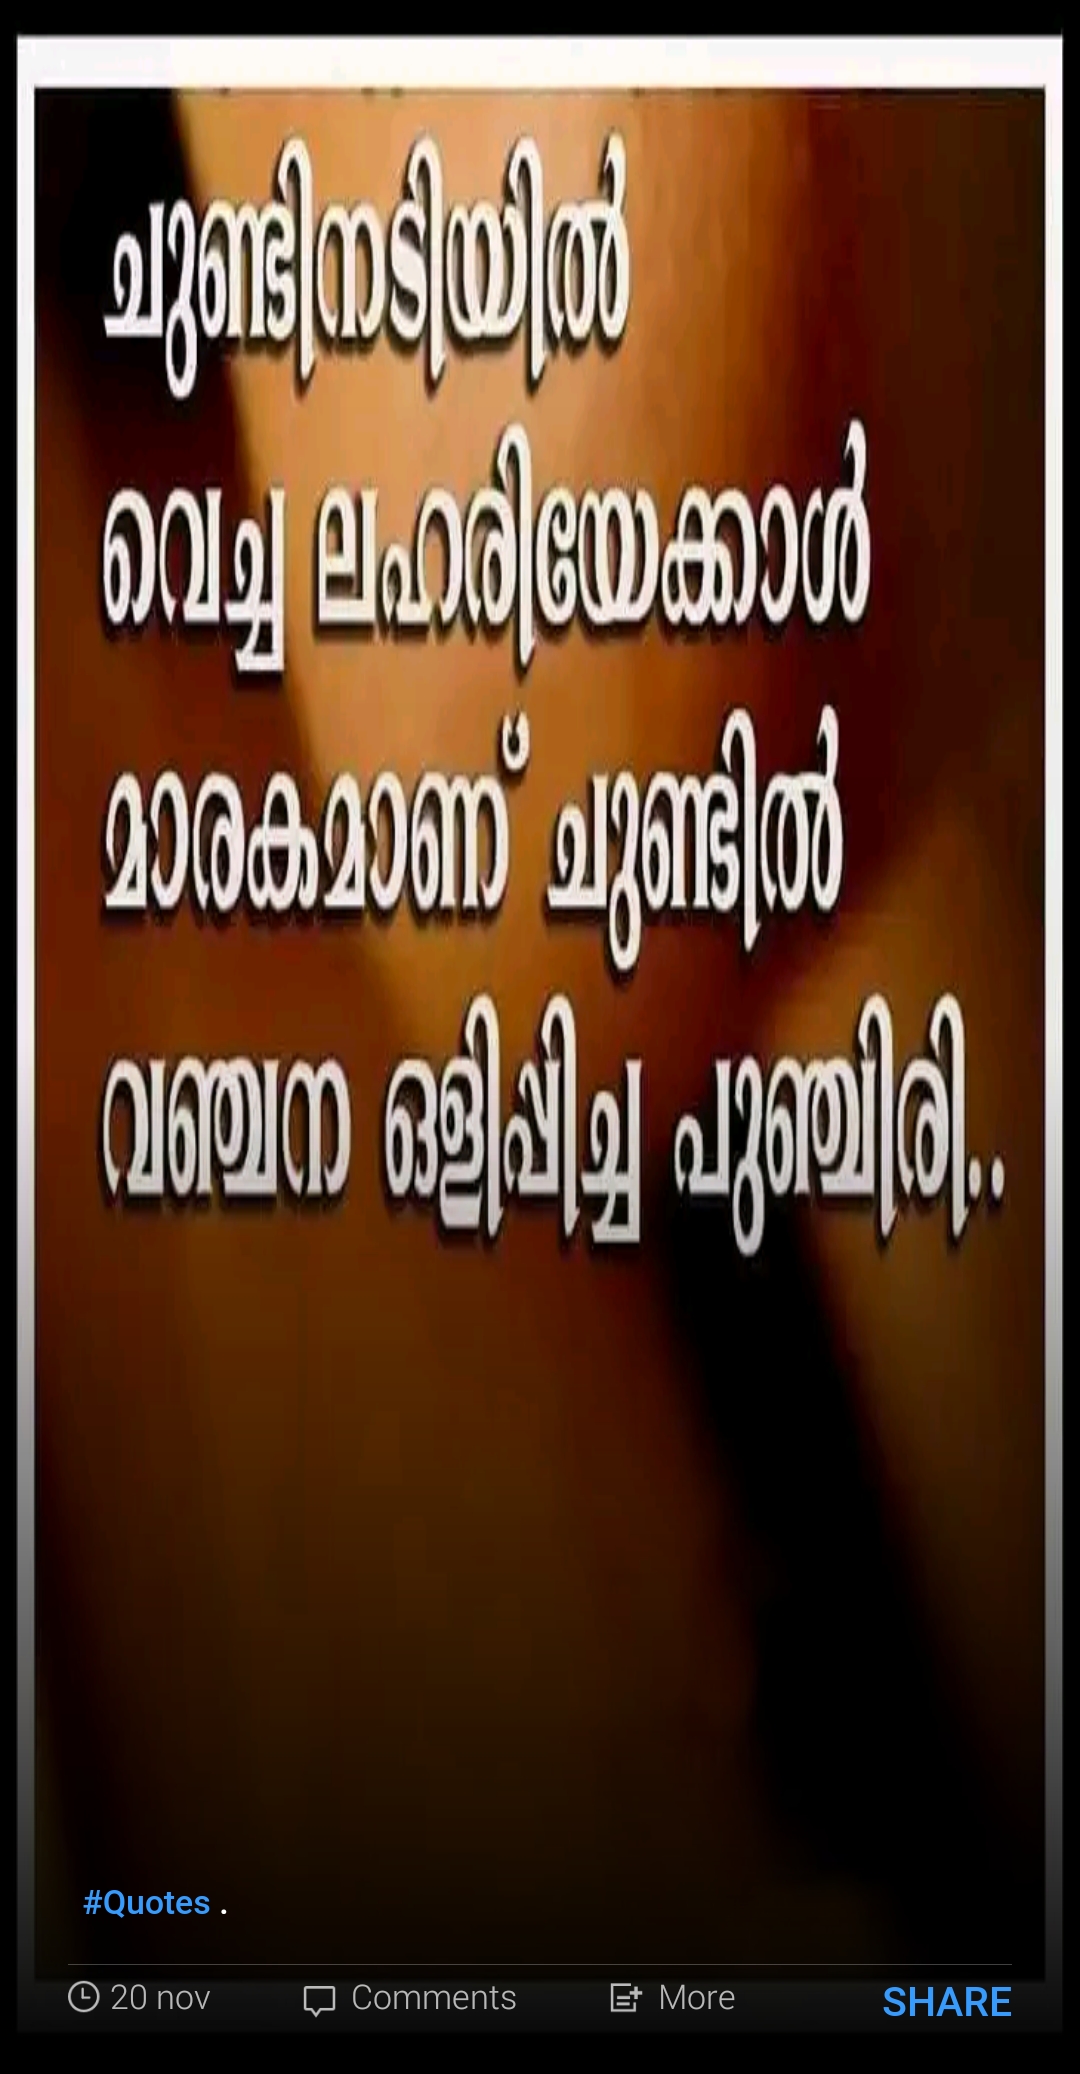 ചുണ്ടിനടിയിൽ
വെച്ച ലഹരിയേക്കാൾ
മാരകമാണ് ചുണ്ടിൽ
വഞ്ചന ഒളിപ്പിച്ച പുഞ്ചിരി..
#Quotes .
20 nov Comments More SHARE